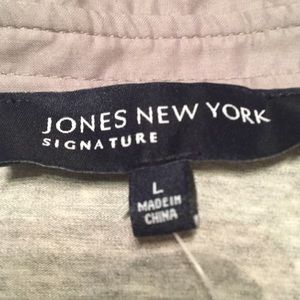 JONES NEW YORK
SIGNATURE
L
MADE IN
CHINA